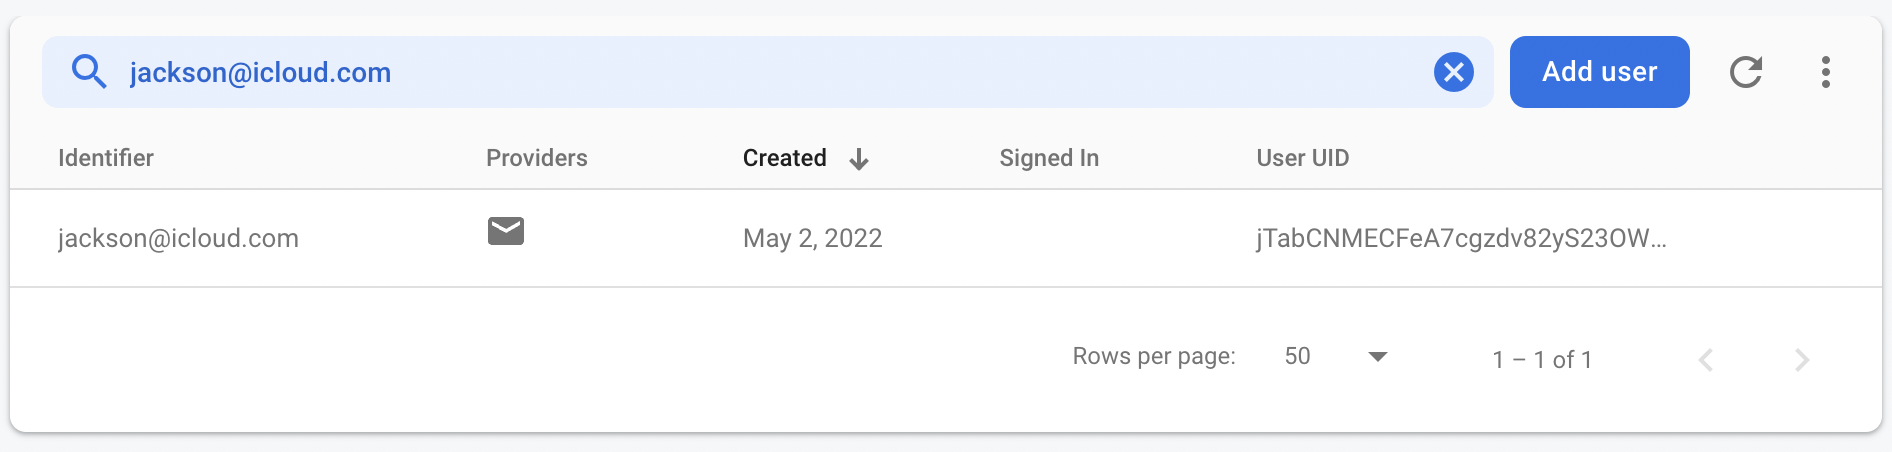 jackson@icloud.com
Add user
Identifier Providers Created Signed In User UID
jackson@icloud.com May 2, 2022 jTabCNMECFeA7cgzdv82yS23OW...
Rows per page: 50 1 – 1 of 1